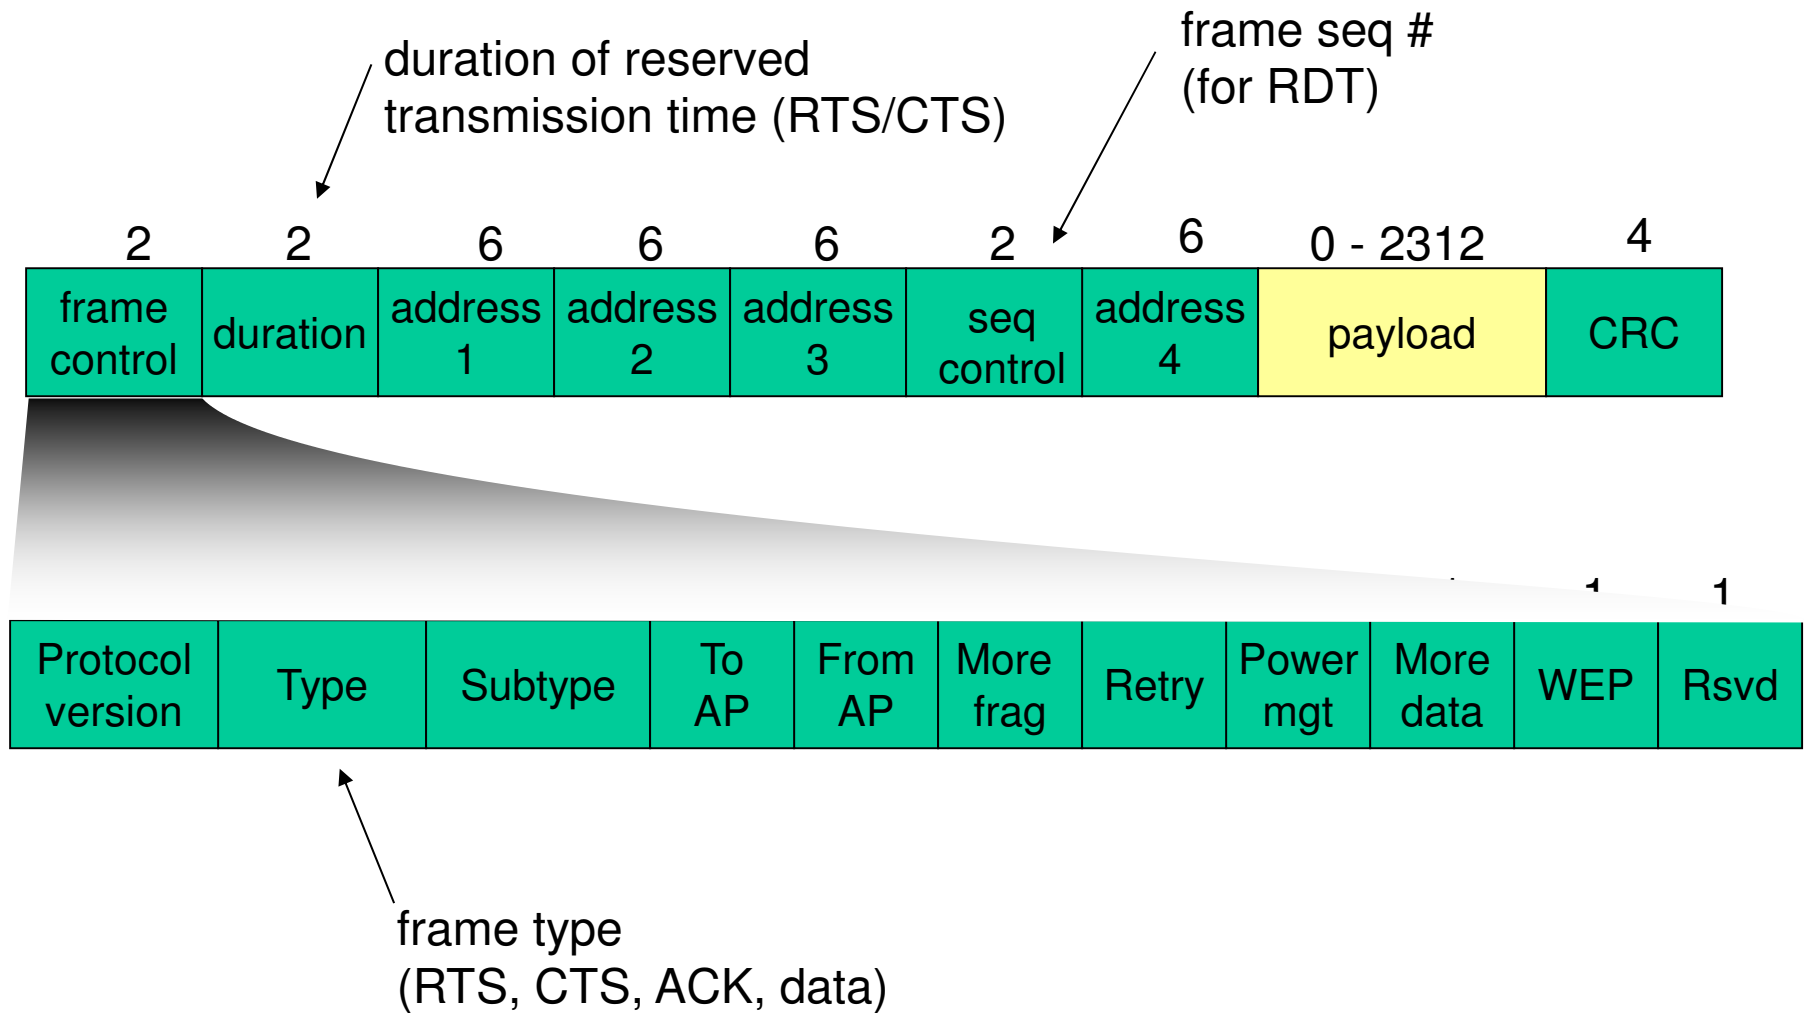 duration of reserved
transmission time (RTS/CTS)
frame seq #
(for RDT)
2 2 6 6 6 2 6 0 - 2312 4
frame
control
duration
address
1
address
2
address
3
seq
control
address
4
payload
CRC
1 1
Protocol
version
Type
Subtype
To
AP
From
AP
More
frag
Retry
Power
mgt
More
data
WEP
Rsvd
frame type
(RTS, CTS, ACK, data)